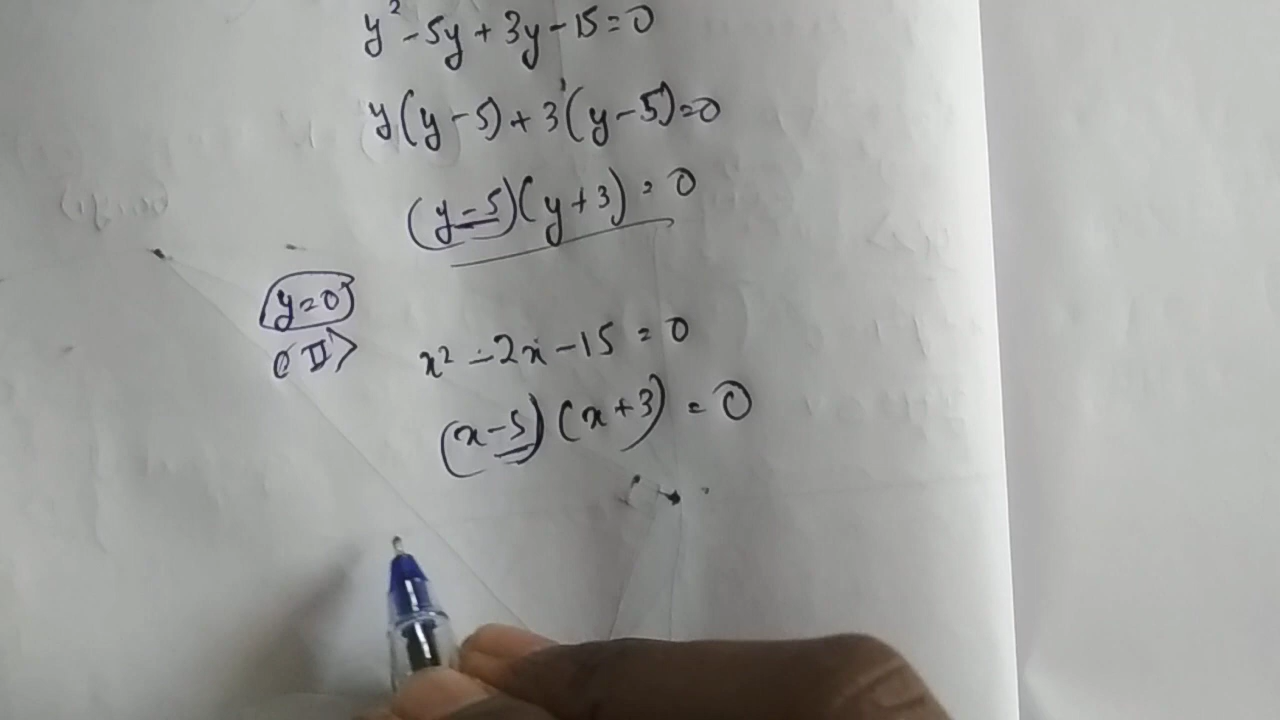 y² - 5y + 3y - 15 = 0
y(y - 5) + 3(y - 5) = 0
(y - 5)(y + 3) = 0
y = 0
(II)
x² - 2x - 15 = 0
(x - 5)(x + 3) = 0